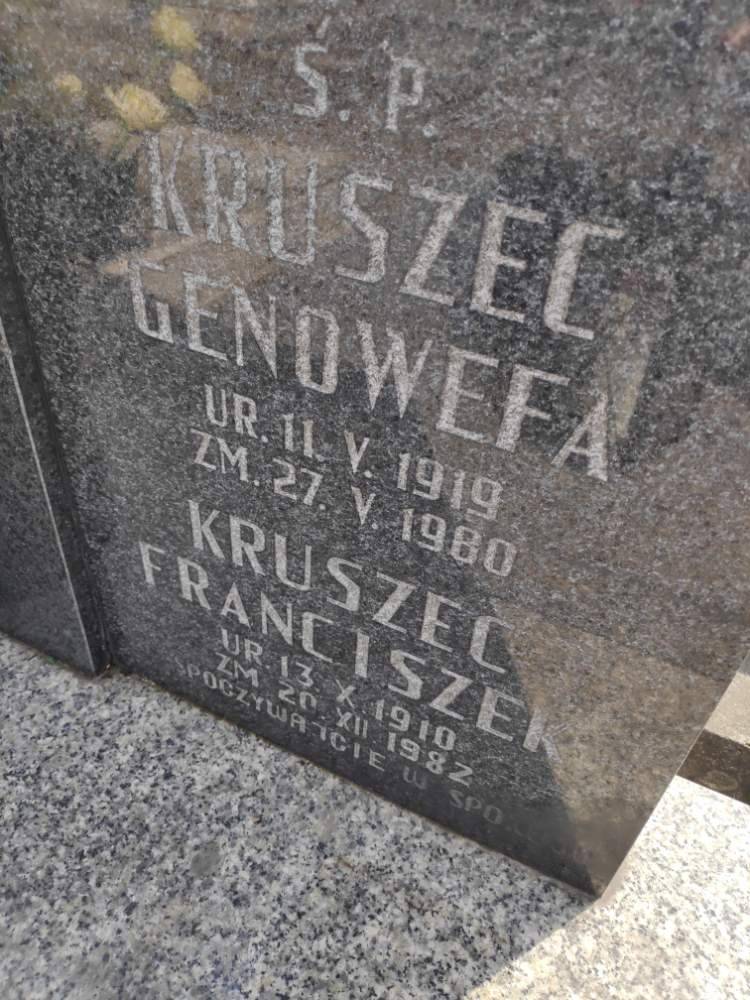 Ś. P.
KRUSZEC
GENOWEFA
UR. 11. V. 1919
ZM. 27. V. 1980
KRUSZEC
FRANCISZEK
UR. 13. X. 1910
ZM. 20. XII 1982
SPOCZYWAJCIE W